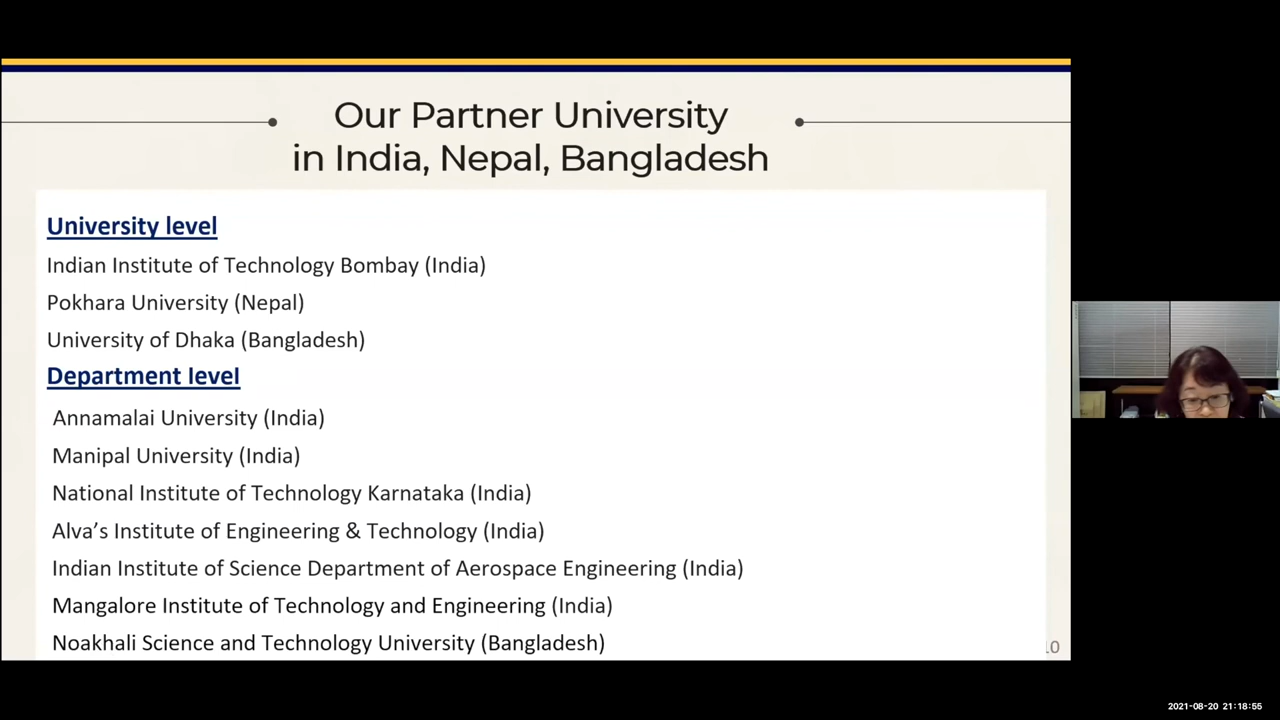 Our Partner University
in India, Nepal, Bangladesh
University level
Indian Institute of Technology Bombay (India)
Pokhara University (Nepal)
University of Dhaka (Bangladesh)
Department level
Annamalai University (India)
Manipal University (India)
National Institute of Technology Karnataka (India)
Alva’s Institute of Engineering & Technology (India)
Indian Institute of Science Department of Aerospace Engineering (India)
Mangalore Institute of Technology and Engineering (India)
Noakhali Science and Technology University (Bangladesh)
10
2021-08-20 21:18:55